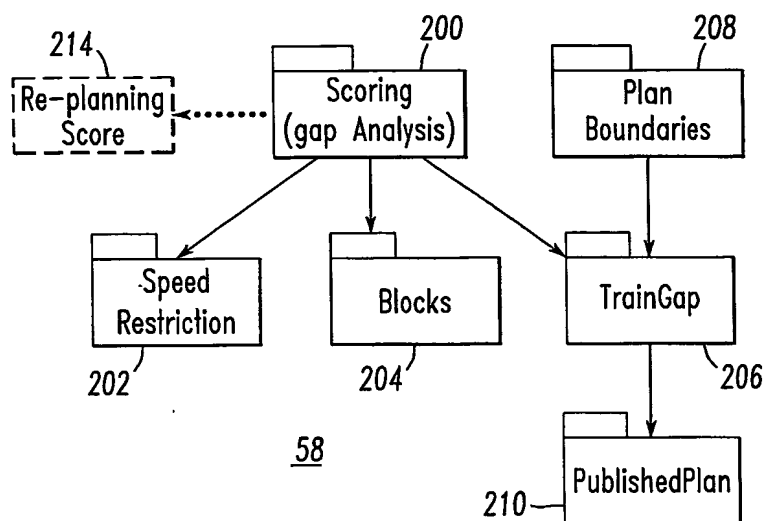 214
200
208
Re-planning
Score
Scoring
(gap Analysis)
Plan
Boundaries
Speed
Restriction
Blocks
TrainGap
202
204
206
58
PublishedPlan
210